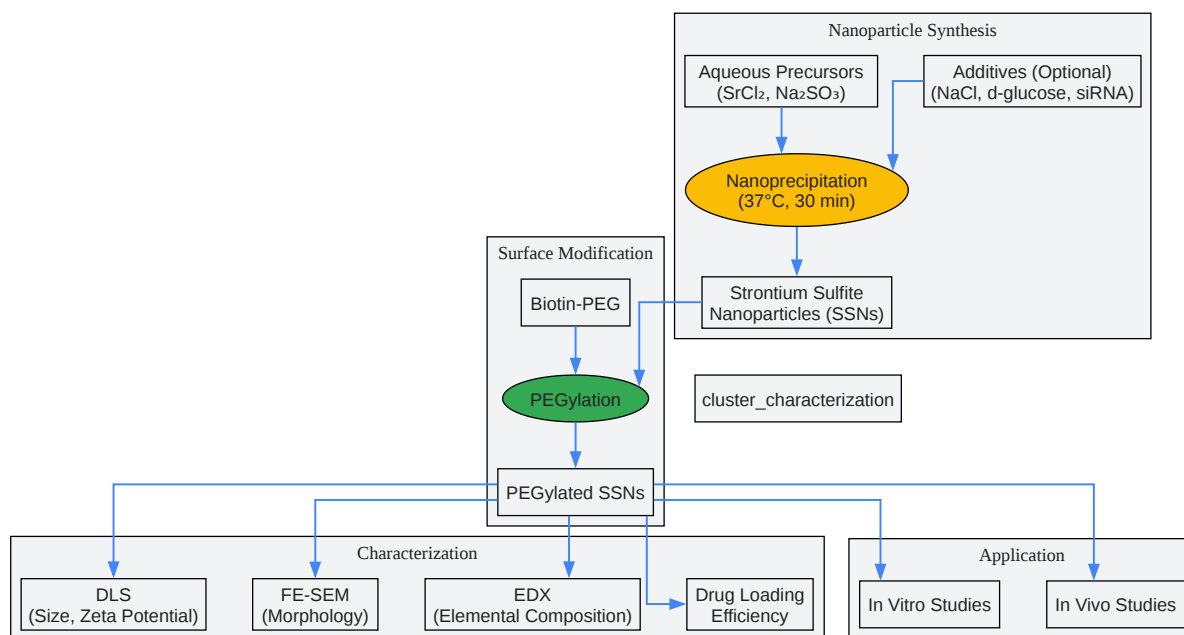 Nanoparticle Synthesis
Aqueous Precursors
(SrCl₂, Na₂SO₃)
Additives (Optional)
(NaCl, d-glucose, siRNA)
Nanoprecipitation
(37°C, 30 min)
Strontium Sulfite
Nanoparticles (SSNs)
Surface Modification
Biotin-PEG
PEGylation
PEGylated SSNs
cluster_characterization
Characterization
DLS
(Size, Zeta Potential)
FE-SEM
(Morphology)
EDX
(Elemental Composition)
Drug Loading
Efficiency
Application
In Vitro Studies
In Vivo Studies